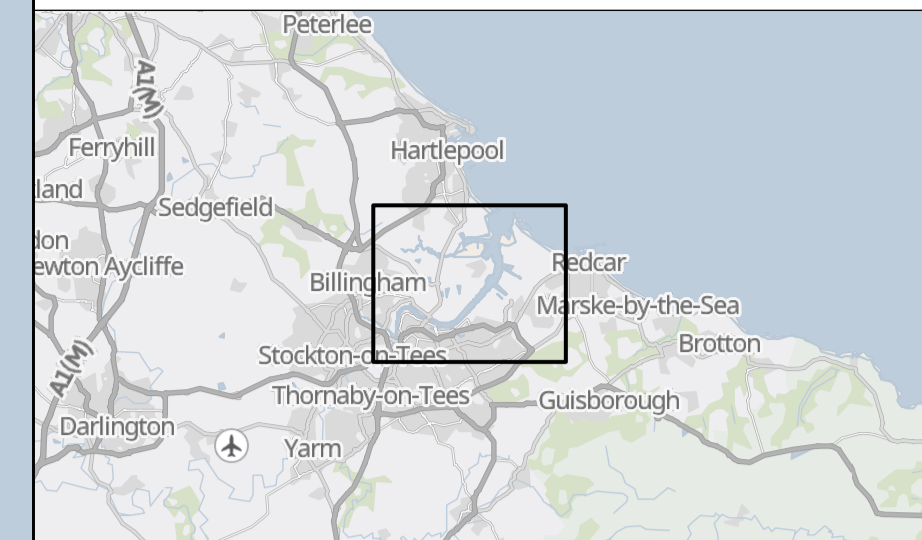 Peterlee
A1(M)
Ferryhill
Hartlepool
land
Sedgefield
don
ewton Aycliffe
Redcar
Billingham
Marske-by-the-Sea
Brotton
Stockton-on-Tees
A1(M)
Thornaby-on-Tees
Guisborough
Darlington
Yarm